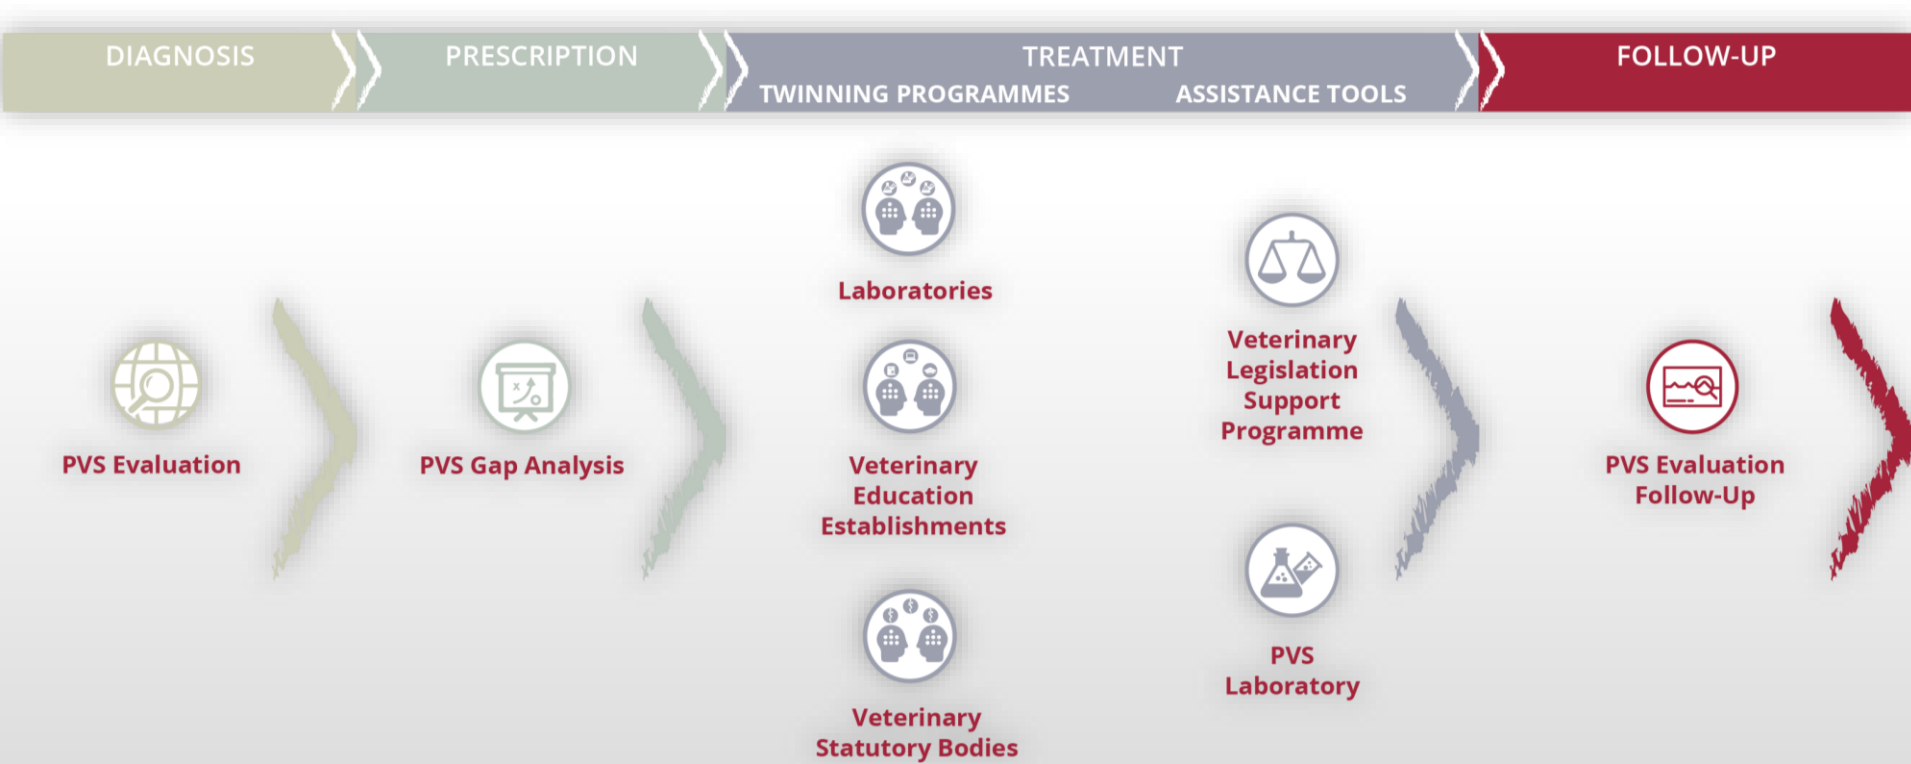 DIAGNOSIS
PRESCRIPTION
TREATMENT
TWINNING PROGRAMMES
ASSISTANCE TOOLS
FOLLOW-UP
PVS Evaluation
PVS Gap Analysis
Laboratories
Veterinary
Education
Establishments
Veterinary
Statutory Bodies
Veterinary
Legislation
Support
Programme
PVS
Laboratory
PVS Evaluation
Follow-Up